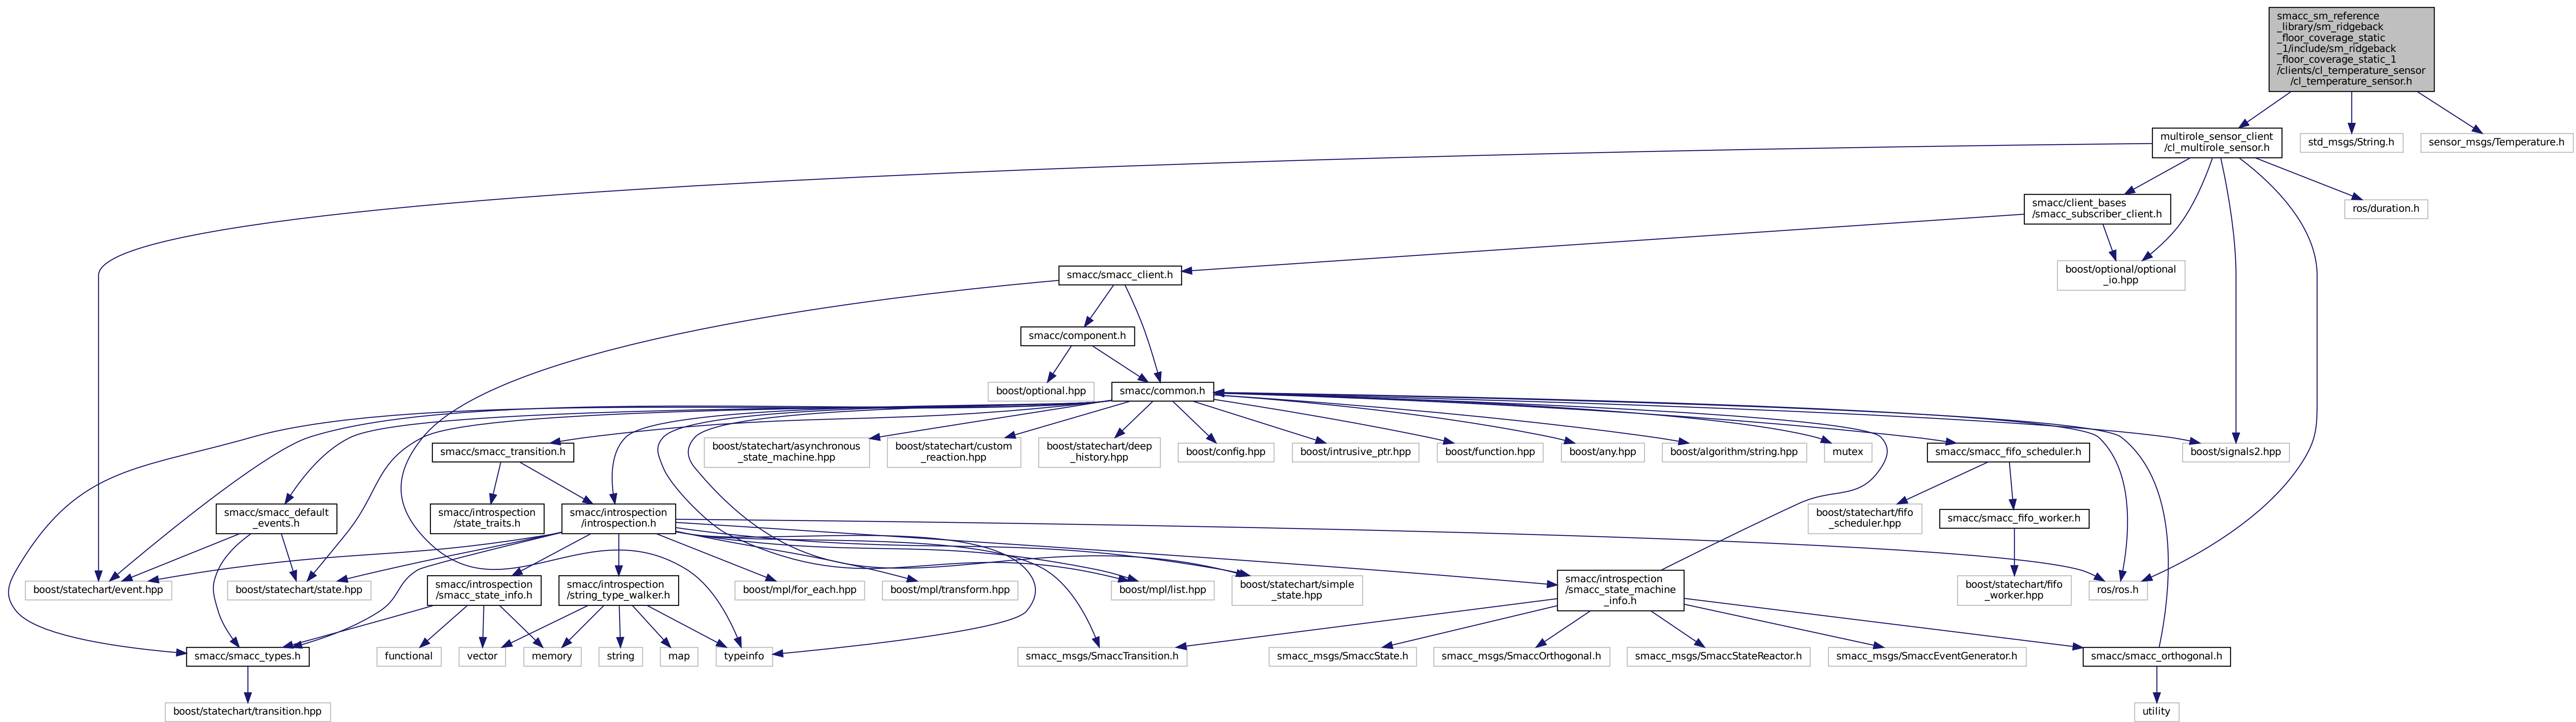 smacc_sm_reference
_library/sm_ridgeback
_floor_coverage_static
_1/include/sm_ridgeback
_floor_coverage_static_1
/clients/cl_temperature_sensor
/cl_temperature_sensor.h
multirole_sensor_client
/cl_multirole_sensor.h
std_msgs/String.h
sensor_msgs/Temperature.h
smacc/client_bases
/smacc_subscriber_client.h
ros/duration.h
smacc/smacc_client.h
boost/optional/optional
_io.hpp
smacc/component.h
boost/optional.hpp
smacc/common.h
smacc/smacc_transition.h
boost/statechart/asynchronous
_state_machine.hpp
boost/statechart/custom
_reaction.hpp
boost/statechart/deep
_history.hpp
boost/config.hpp
boost/intrusive_ptr.hpp
boost/function.hpp
boost/any.hpp
boost/algorithm/string.hpp
mutex
smacc/smacc_fifo_scheduler.h
boost/signals2.hpp
smacc/smacc_default
_events.h
smacc/introspection
/state_traits.h
smacc/introspection
/introspection.h
boost/statechart/fifo
_scheduler.hpp
smacc/smacc_fifo_worker.h
boost/statechart/event.hpp
boost/statechart/state.hpp
smacc/introspection
/smacc_state_info.h
smacc/introspection
/string_type_walker.h
boost/mpl/for_each.hpp
boost/mpl/transform.hpp
boost/mpl/list.hpp
boost/statechart/simple
_state.hpp
smacc/introspection
/smacc_state_machine
_info.h
boost/statechart/fifo
_worker.hpp
ros/ros.h
smacc/smacc_types.h
functional
vector
memory
string
map
typeinfo
smacc_msgs/SmaccTransition.h
smacc_msgs/SmaccState.h
smacc_msgs/SmaccOrthogonal.h
smacc_msgs/SmaccStateReactor.h
smacc_msgs/SmaccEventGenerator.h
smacc/smacc_orthogonal.h
boost/statechart/transition.hpp
utility